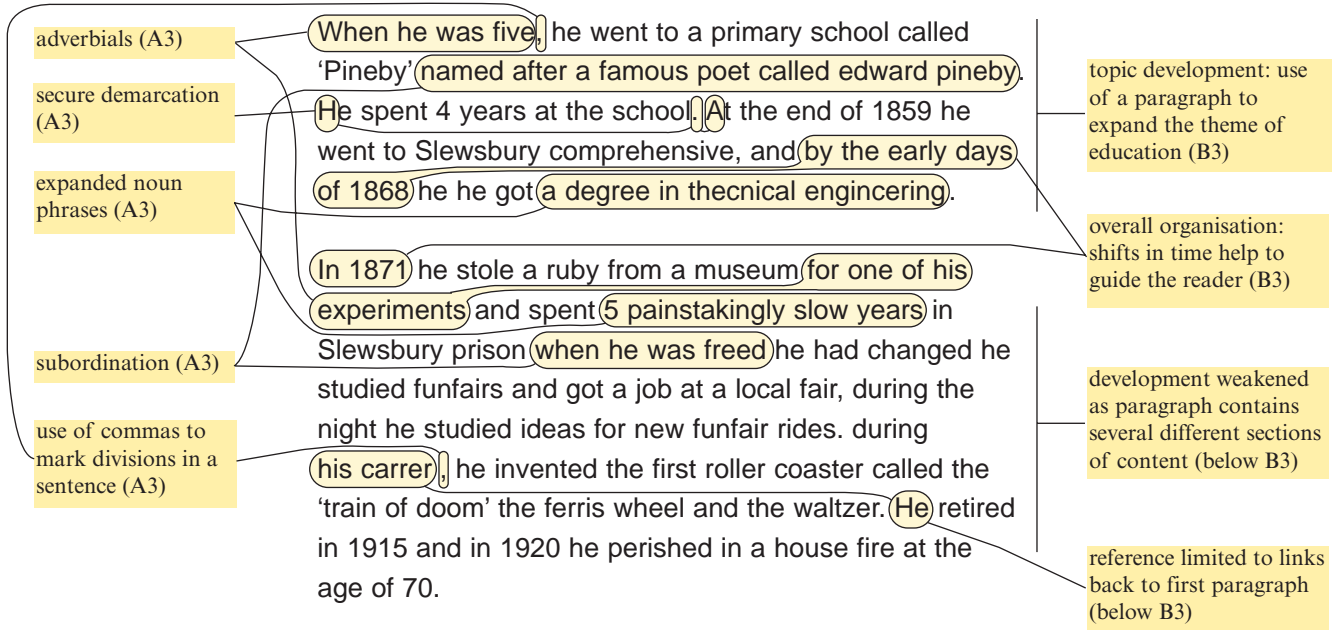 adverbials (A3)
secure demarcation
(A3)
expanded noun
phrases (A3)
subordination (A3)
use of commas to
mark divisions in a
sentence (A3)
When he was five, he went to a primary school called
‘Pineby’ named after a famous poet called edward pineby.
He spent 4 years at the school. At the end of 1859 he
went to Slewsbury comprehensive, and by the early days
of 1868 he he got a degree in thecnical engincering.
In 1871 he stole a ruby from a museum for one of his
experiments and spent 5 painstakingly slow years in
Slewsbury prison when he was freed he had changed he
studied funfairs and got a job at a local fair, during the
night he studied ideas for new funfair rides. during
his carrer , he invented the first roller coaster called the
‘train of doom’ the ferris wheel and the waltzer. He retired
in 1915 and in 1920 he perished in a house fire at the
age of 70.
topic development: use
of a paragraph to
expand the theme of
education (B3)
overall organisation:
shifts in time help to
guide the reader (B3)
development weakened
as paragraph contains
several different sections
of content (below B3)
reference limited to links
back to first paragraph
(below B3)